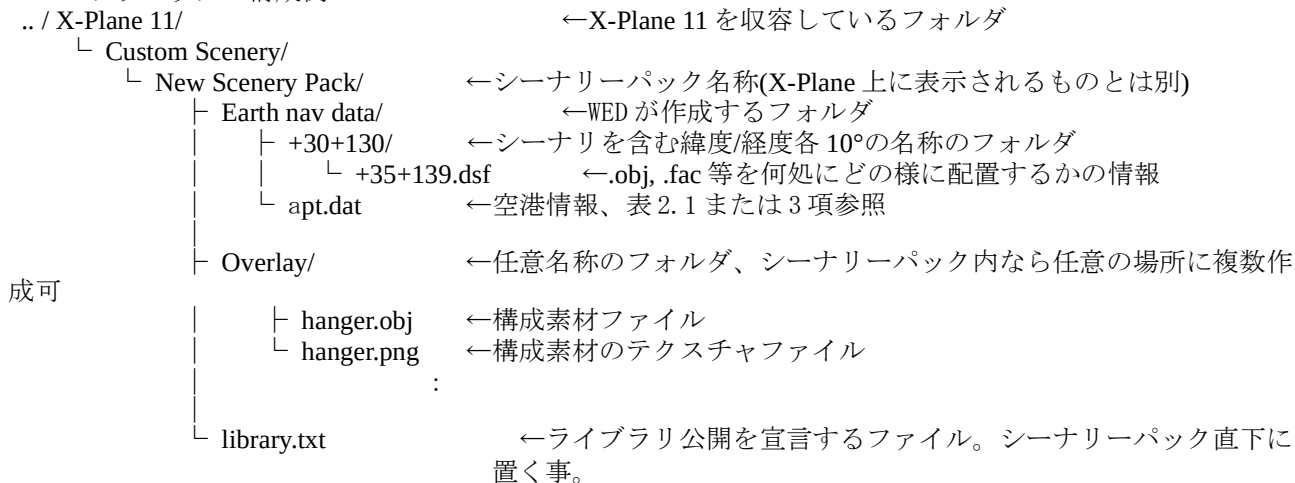 .. / X-Plane 11/ ←X-Plane 11 を収容しているフォルダ
└ Custom Scenery/
└ New Scenery Pack/ ←シーナリーパック名称(X-Plane 上に表示されるものとは別)
├ Earth nav data/ ←WED が作成するフォルダ
│ ├ +30+130/ ←シーナリを含む緯度/経度各 10°の名称のフォルダ
│ │ └ +35+139.dsf ←.obj, .fac 等を何処にどの様に配置するかの情報
│ └ apt.dat ←空港情報、表 2.1 または 3 項参照
│
├ Overlay/ ←任意名称のフォルダ、シーナリーパック内なら任意の場所に複数作
成可
│ ├ hanger.obj ←構成素材ファイル
│ └ hanger.png ←構成素材のテクスチャファイル
│ :
│
└ library.txt ←ライブラリ公開を宣言するファイル。シーナリーパック直下に
置く事。